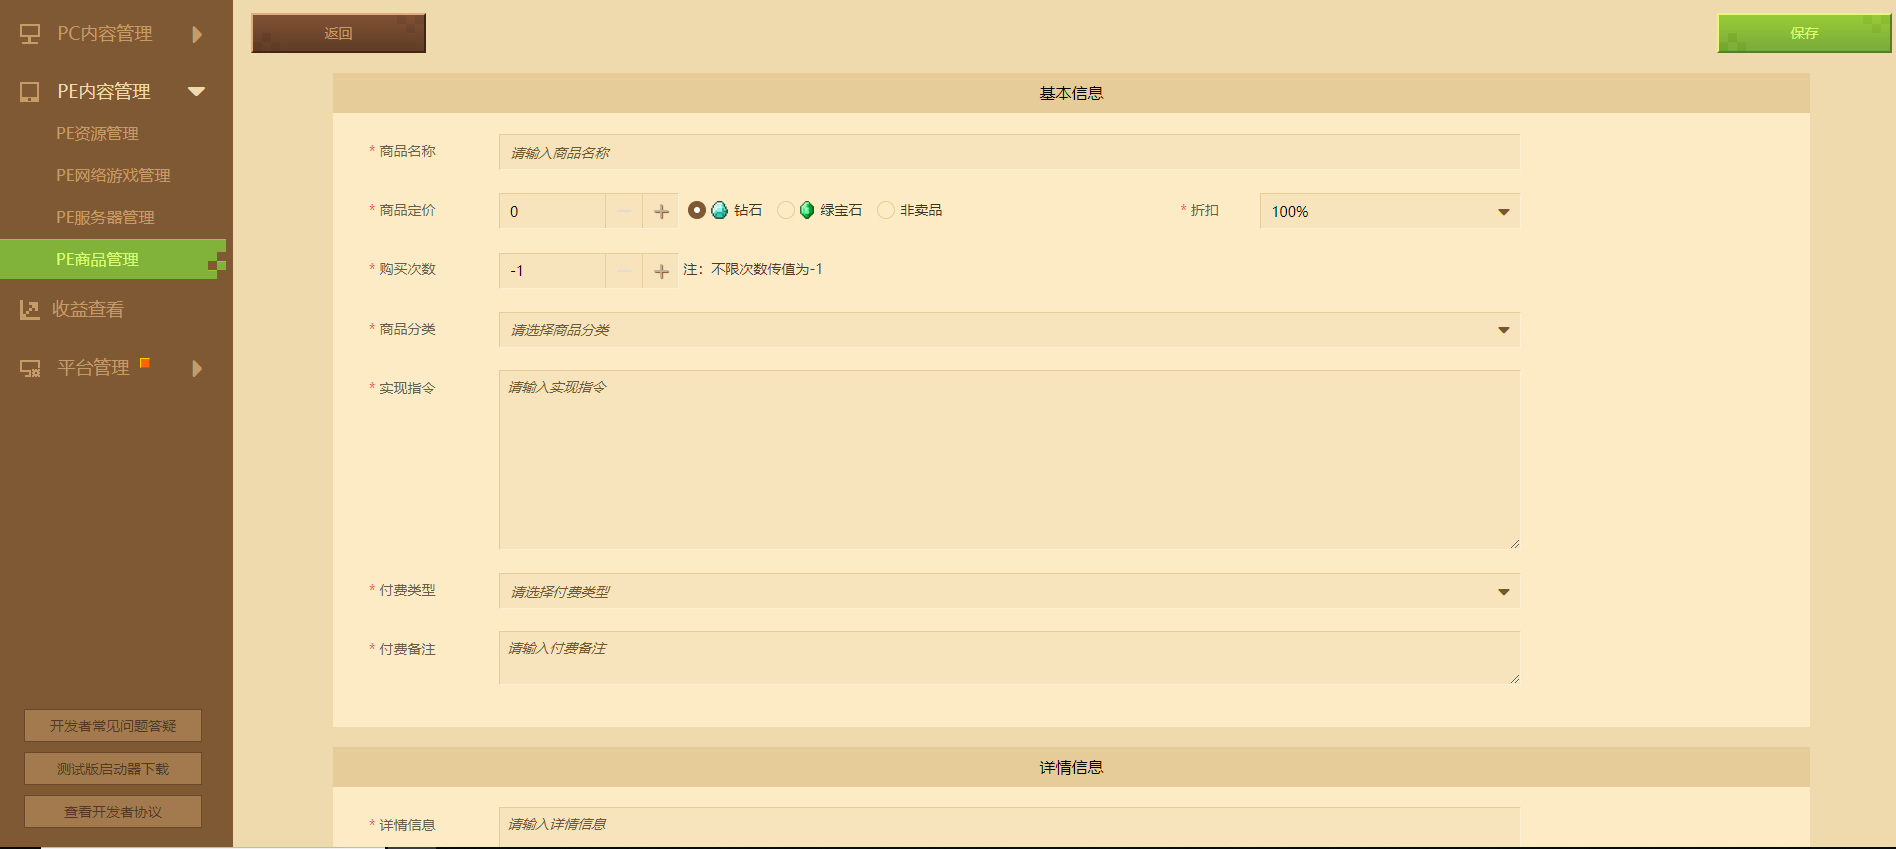 PC内容管理
PE内容管理
PE资源管理
PE网络游戏管理
PE服务器管理
PE商品管理
收益查看
平台管理
开发者常见问题答疑
测试版启动器下载
查看开发者协议
返回
保存
基本信息
* 商品名称
请输入商品名称
* 商品定价
0
钻石
绿宝石
非卖品
* 折扣
100%
* 购买次数
-1
注：不限次数传值为-1
* 商品分类
请选择商品分类
* 实现指令
请输入实现指令
* 付费类型
请选择付费类型
* 付费备注
请输入付费备注
详情信息
* 详情信息
请输入详情信息